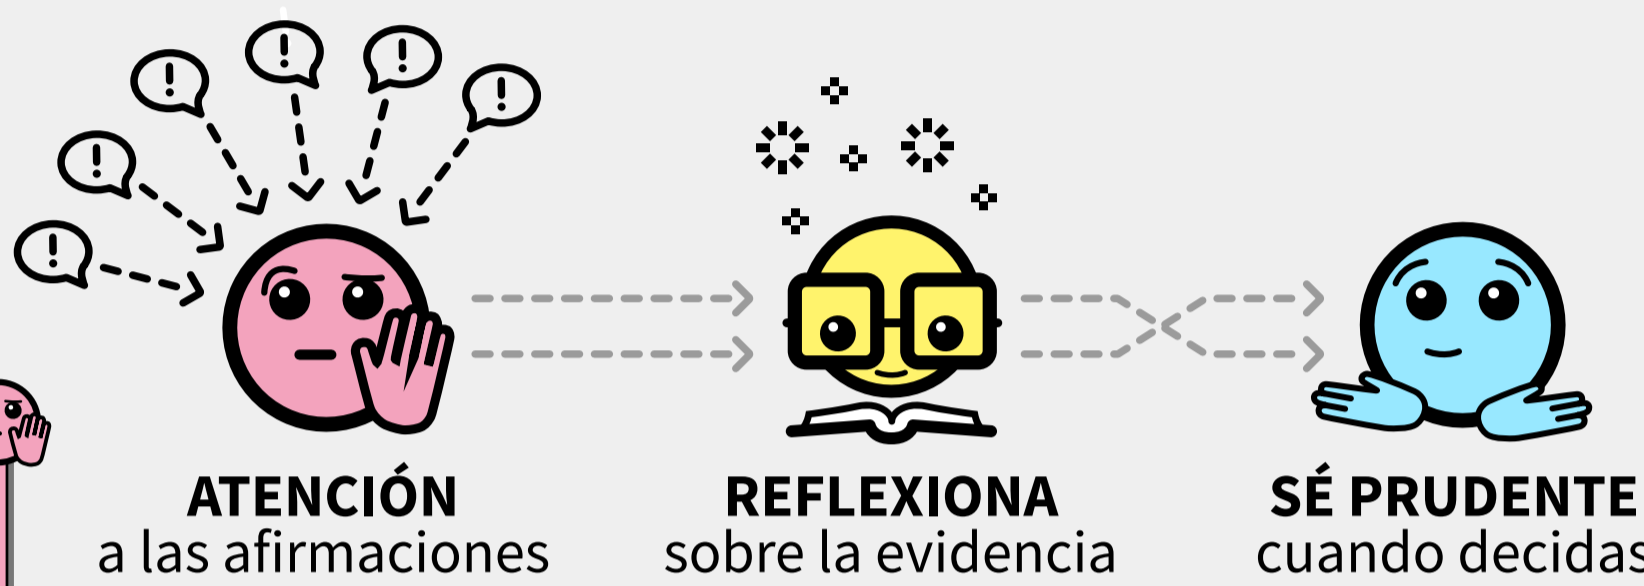 ATENCIÓN
a las afirmaciones
REFLEXIONA
sobre la evidencia
SÉ PRUDENTE
cuando decidas